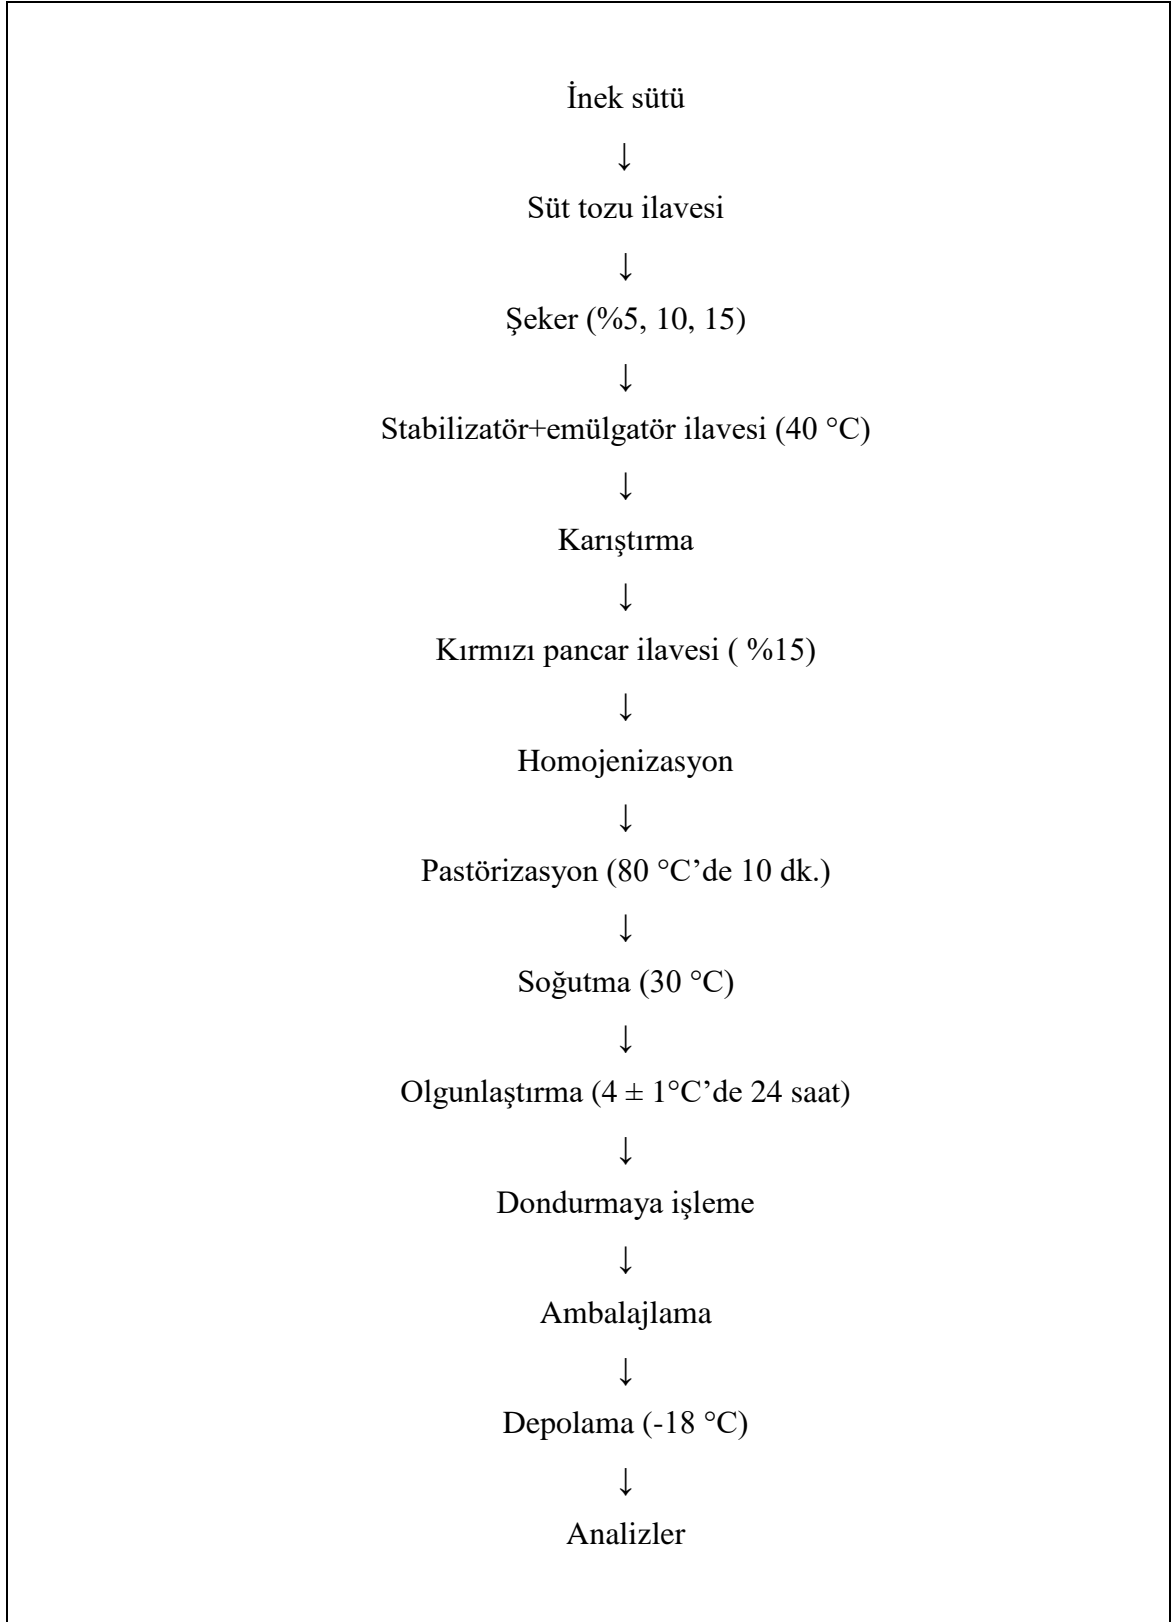 İnek sütü
↓
Süt tozu ilavesi
↓
Şeker (%5, 10, 15)
↓
Stabilizatör+emülgatör ilavesi (40 °C)
↓
Karıştırma
↓
Kırmızı pancar ilavesi ( %15)
↓
Homojenizasyon
↓
Pastörizasyon (80 °C’de 10 dk.)
↓
Soğutma (30 °C)
↓
Olgunlaştırma (4 ± 1°C’de 24 saat)
↓
Dondurmaya işleme
↓
Ambalajlama
↓
Depolama (-18 °C)
↓
Analizler